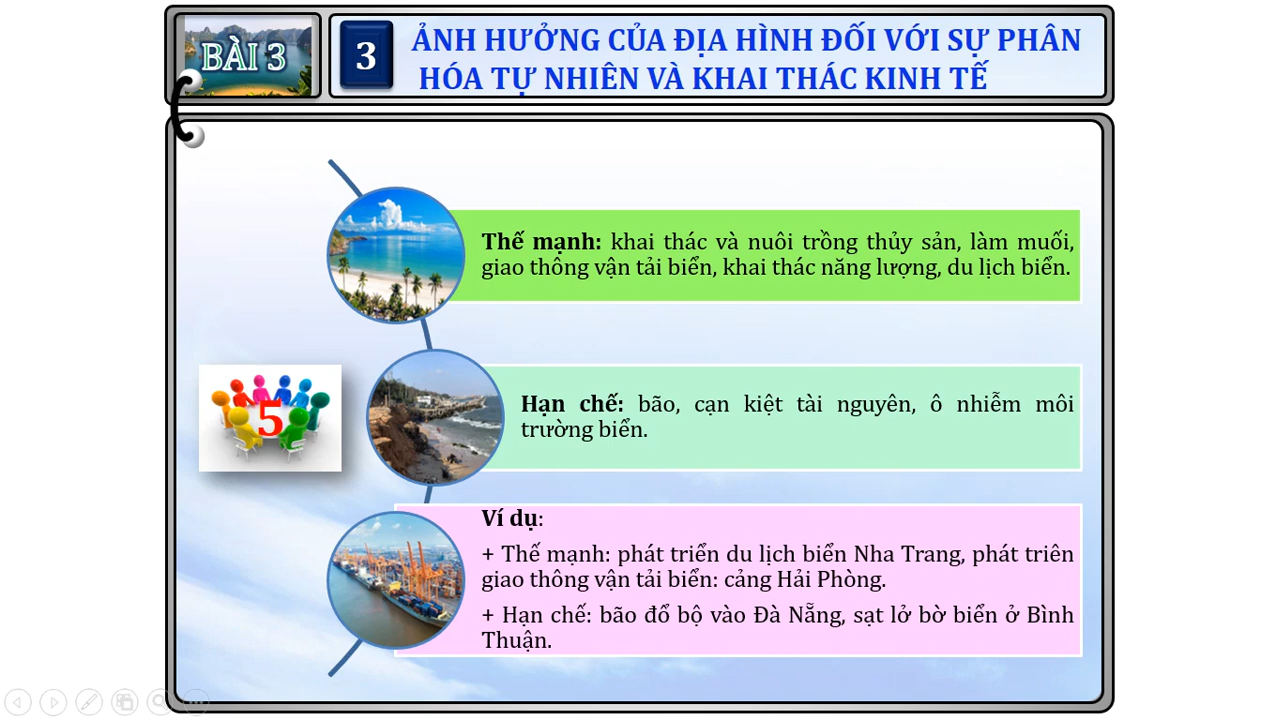 BÀI 3
3
ẢNH HƯỞNG CỦA ĐỊA HÌNH ĐỐI VỚI SỰ PHÂN
HÓA TỰ NHIÊN VÀ KHAI THÁC KINH TẾ
Thế mạnh: khai thác và nuôi trồng thủy sản, làm muối,
giao thông vận tải biển, khai thác năng lượng, du lịch biển.
5
Hạn chế: bão, cạn kiệt tài nguyên, ô nhiễm môi
trường biển.
Ví dụ:
+ Thế mạnh: phát triển du lịch biển Nha Trang, phát triên
giao thông vận tải biển: cảng Hải Phòng.
+ Hạn chế: bão đổ bộ vào Đà Nẵng, sạt lở bờ biển ở Bình
Thuận.